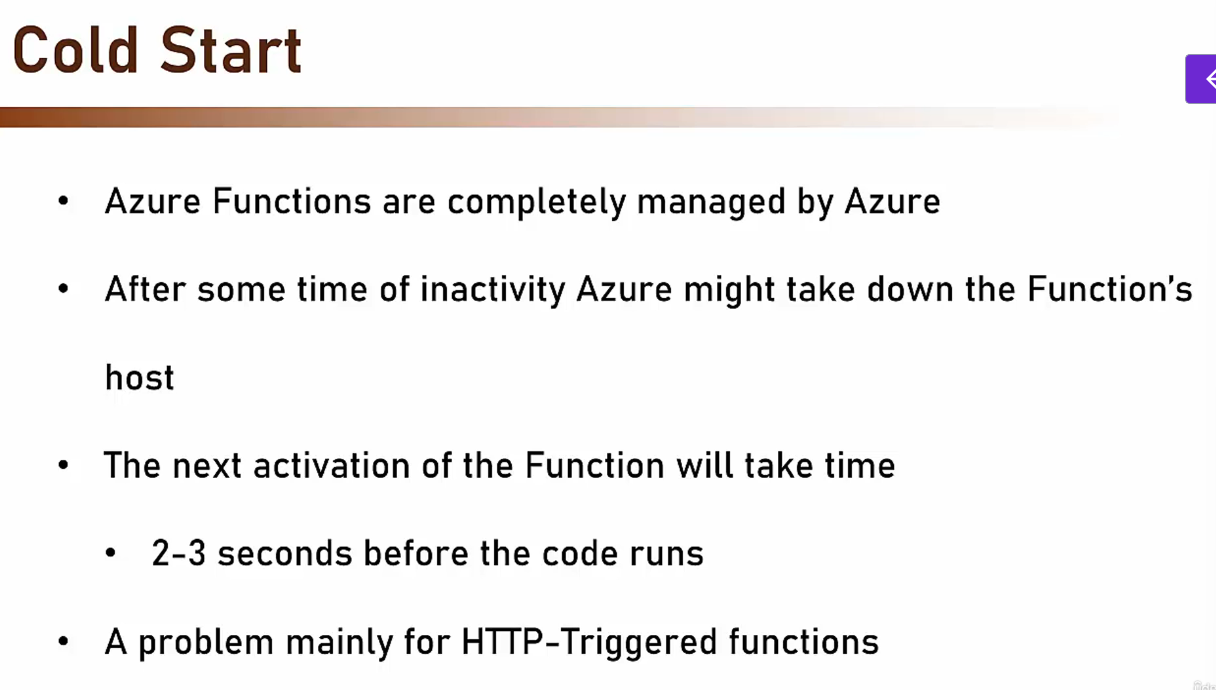 Cold Start
• Azure Functions are completely managed by Azure
• After some time of inactivity Azure might take down the Function's
host
• The next activation of the Function will take time
• 2-3 seconds before the code runs
• A problem mainly for HTTP-Triggered functions